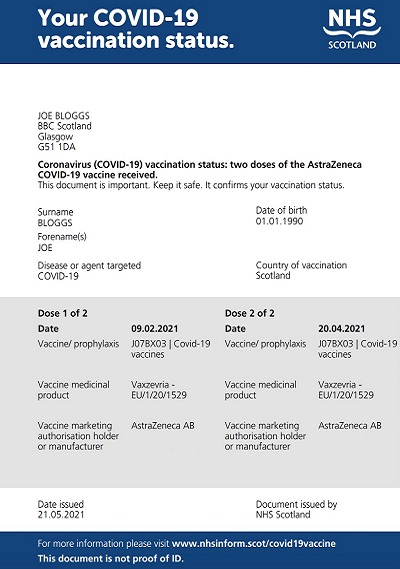 Your COVID-19
vaccination status.
NHS
SCOTLAND
JOE BLOGGS
BBC Scotland
Glasgow
G51 1DA
Coronavirus (COVID-19) vaccination status: two doses of the AstraZeneca
COVID-19 vaccine received.
This document is important. Keep it safe. It confirms your vaccination status.
Surname
BLOGGS
Forename(s)
JOE
Date of birth
01.01.1990
Disease or agent targeted
COVID-19
Country of vaccination
Scotland
Dose 1 of 2
Date 09.02.2021
Vaccine/ prophylaxis J07BX03 | Covid-19
vaccines
Vaccine medicinal Vaxzevria -
product EU/1/20/1529
Vaccine marketing AstraZeneca AB
authorisation holder
or manufacturer
Dose 2 of 2
Date 20.04.2021
Vaccine/ prophylaxis J07BX03 | Covid-19
vaccines
Vaccine medicinal Vaxzevria -
product EU/1/20/1529
Vaccine marketing AstraZeneca AB
authorisation holder
or manufacturer
Date issued
21.05.2021
Document issued by
NHS Scotland
For more information please visit www.nhsinform.scot/covid19vaccine
This document is not proof of ID.